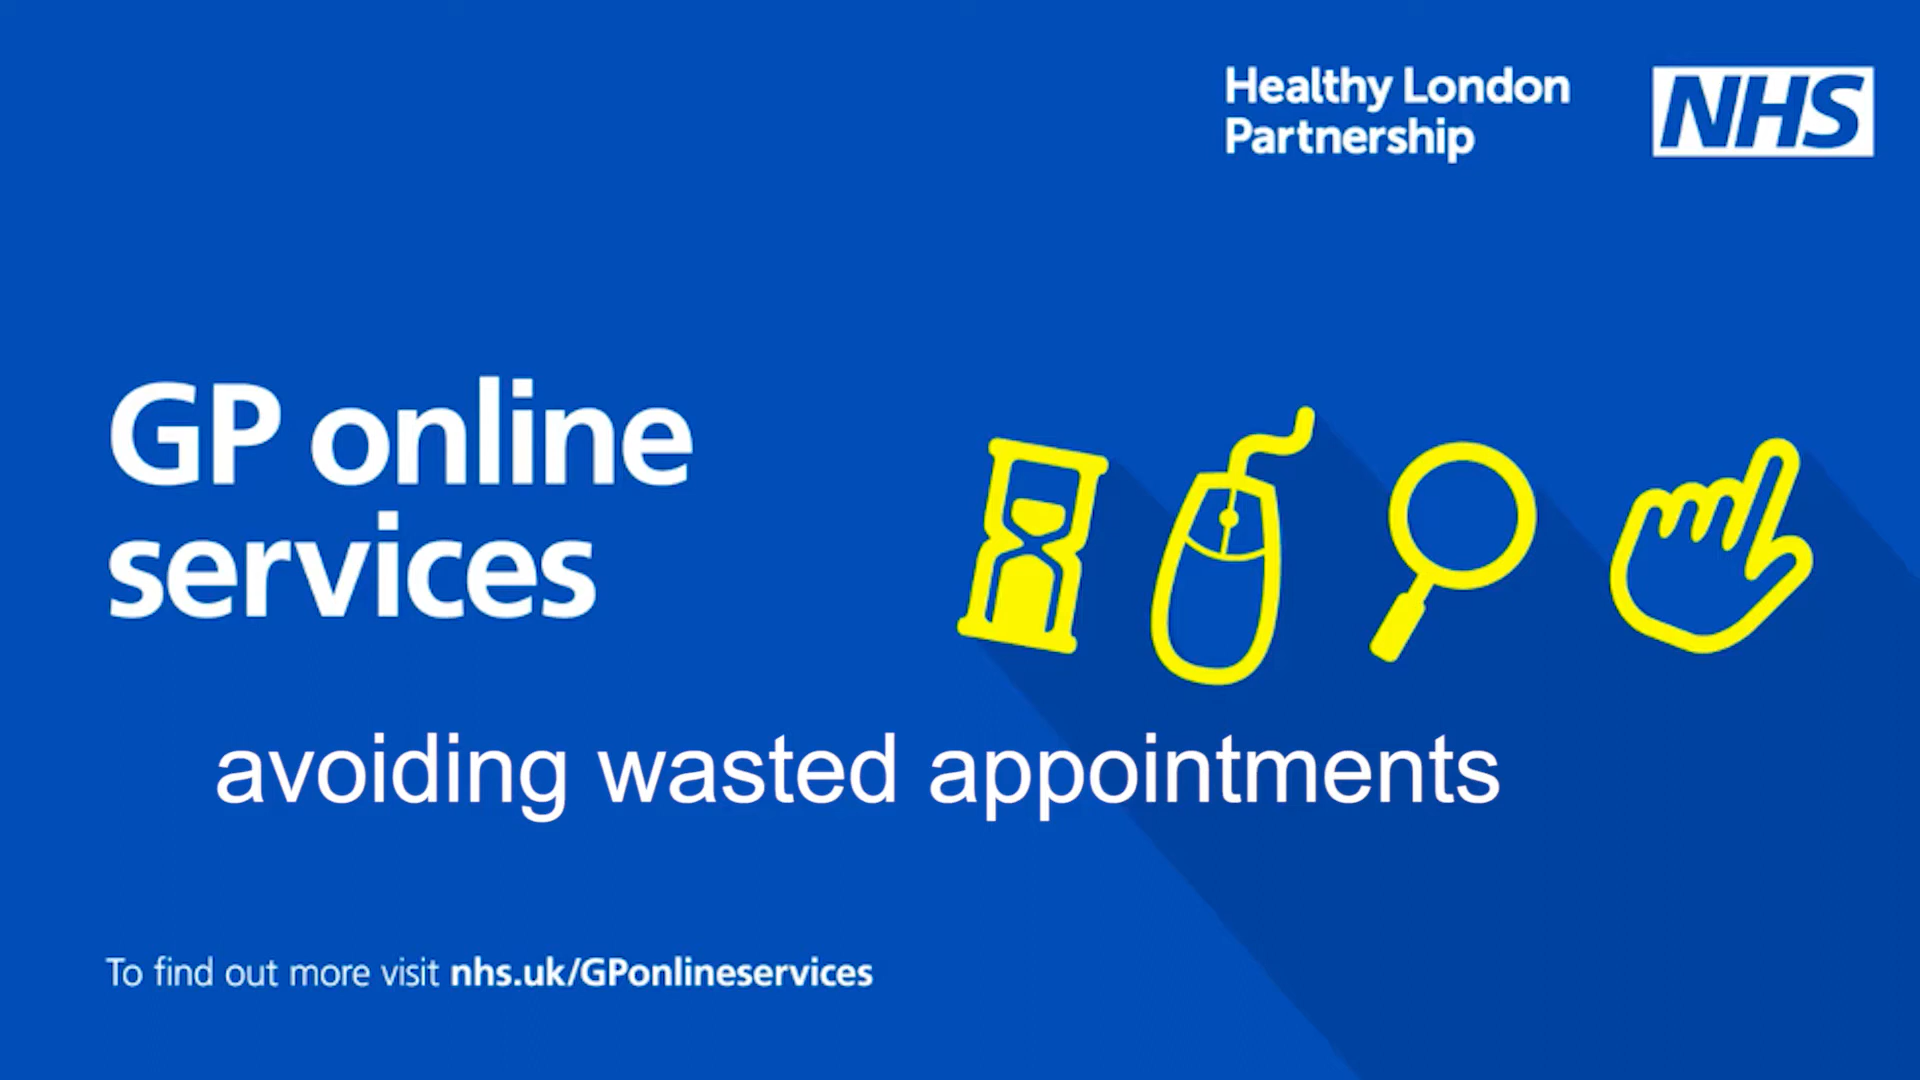 Healthy London
Partnership
NHS
GP online
services
avoiding wasted appointments
To find out more visit nhs.uk/GPonlineservices